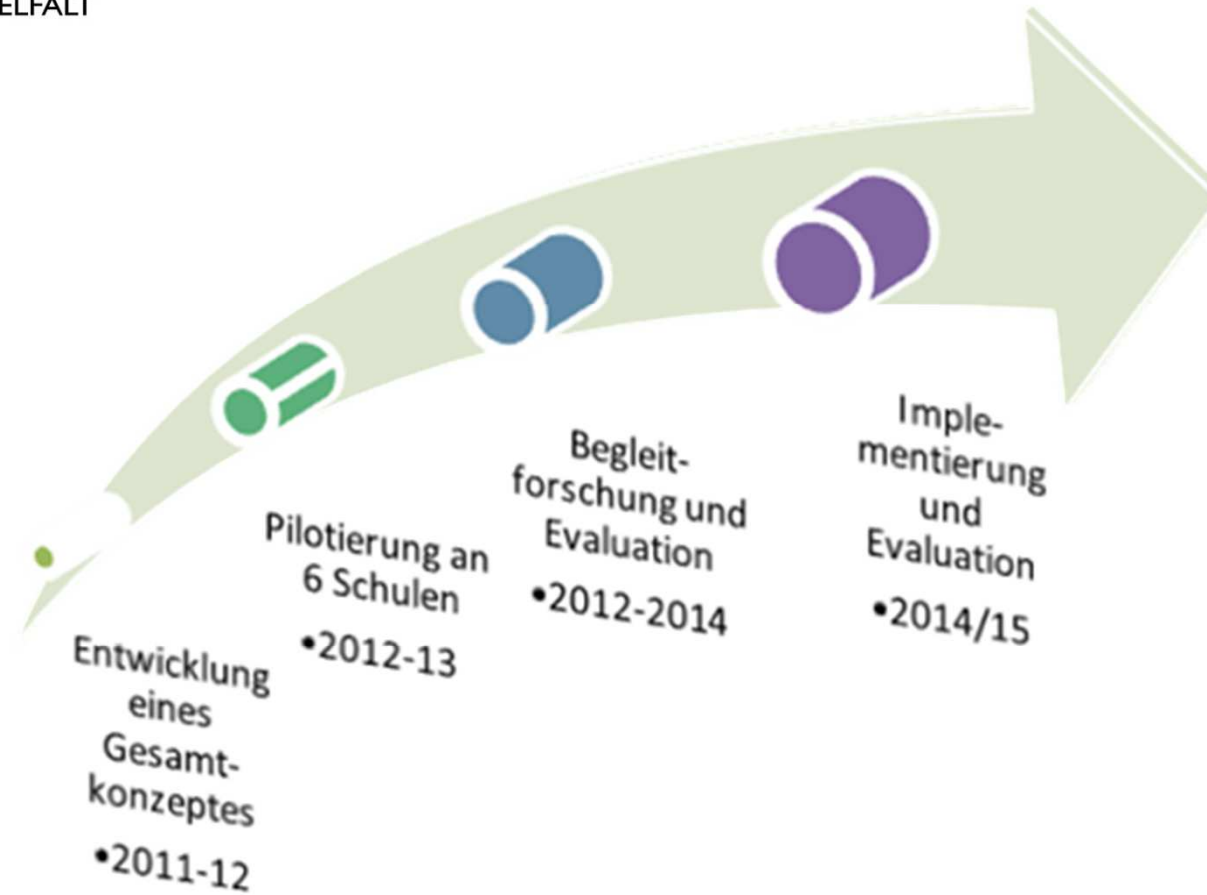 ELFALT
Entwicklung
eines
Gesamt-
konzeptes
•2011-12
Pilotierung an
6 Schulen
•2012-13
Begleit-
forschung und
Evaluation
•2012-2014
Imple-
mentierung
und
Evaluation
•2014/15